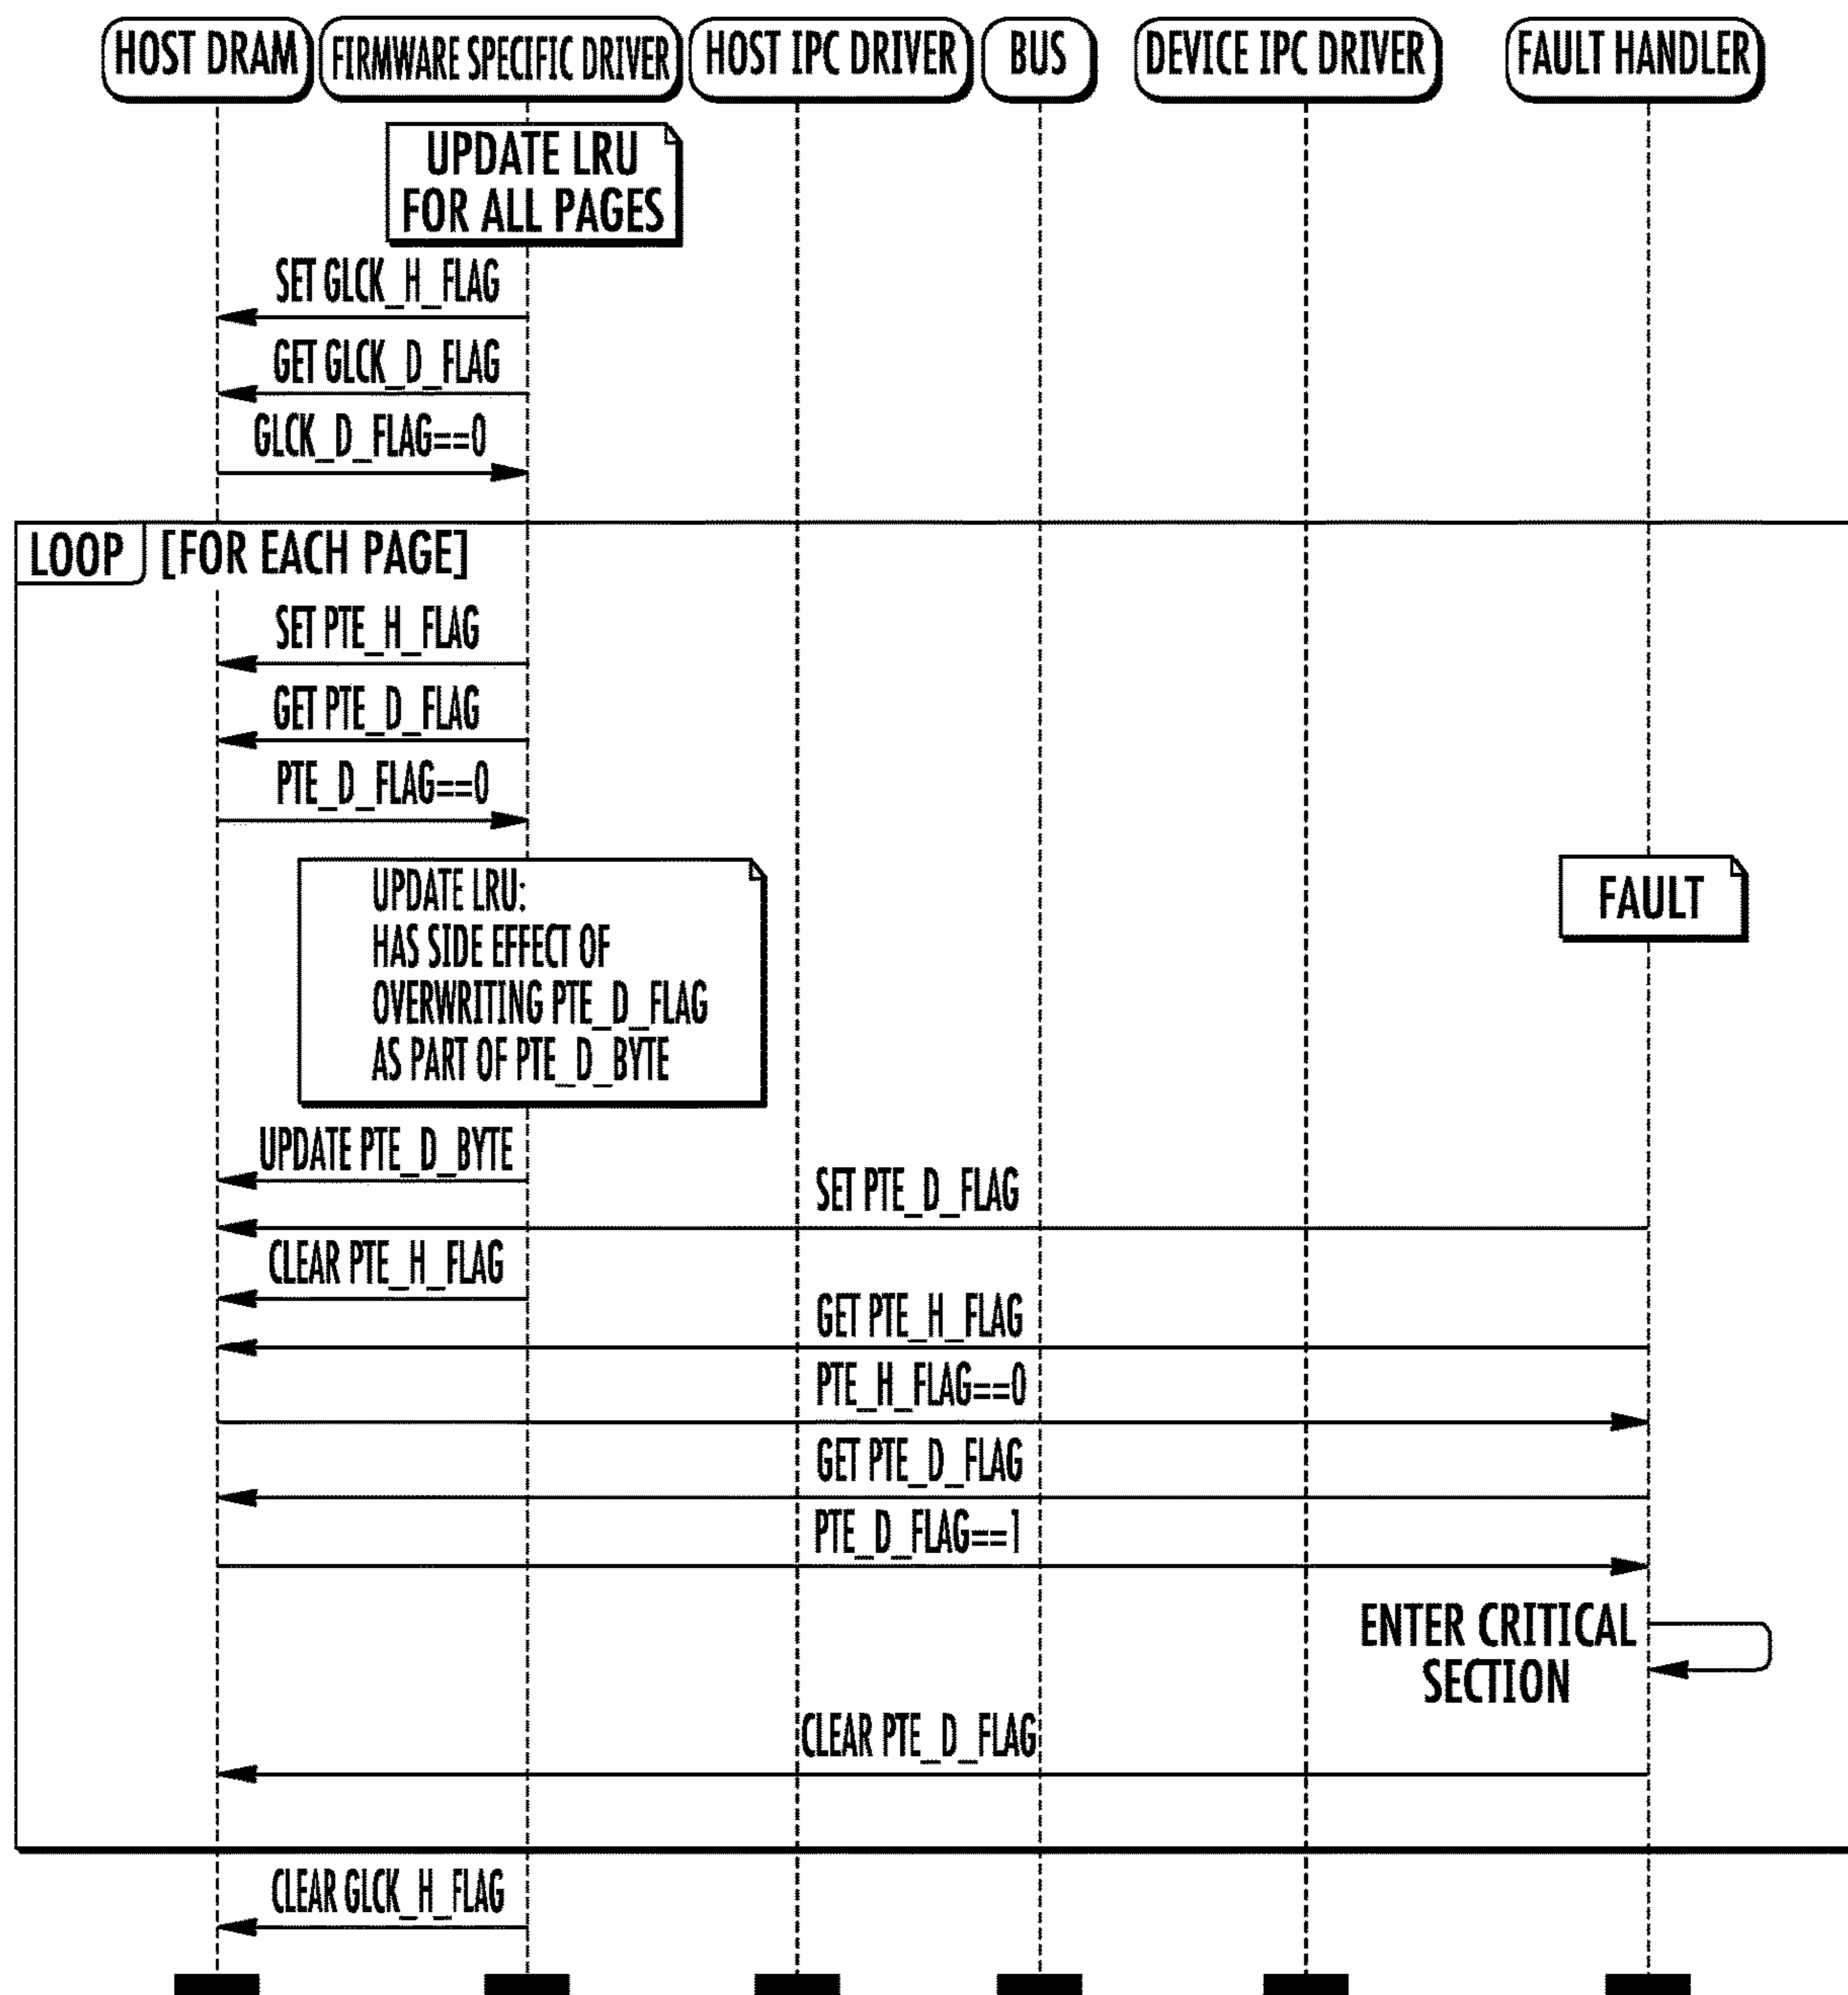 HOST DRAM
FIRMWARE SPECIFIC DRIVER
HOST IPC DRIVER
BUS
DEVICE IPC DRIVER
FAULT HANDLER
UPDATE LRU
FOR ALL PAGES
SET GLCK_H_FLAG
GET GLCK_D_FLAG
GLCK_D_FLAG==0
LOOP [FOR EACH PAGE]
SET PTE_H_FLAG
GET PTE_D_FLAG
PTE_D_FLAG==0
UPDATE LRU:
HAS SIDE EFFECT OF
OVERWRITING PTE_D_FLAG
AS PART OF PTE_D_BYTE
FAULT
UPDATE PTE_D_BYTE
SET PTE_D_FLAG
CLEAR PTE_H_FLAG
GET PTE_H_FLAG
PTE_H_FLAG==0
GET PTE_D_FLAG
PTE_D_FLAG==1
ENTER CRITICAL
SECTION
CLEAR PTE_D_FLAG
CLEAR GLCK_H_FLAG